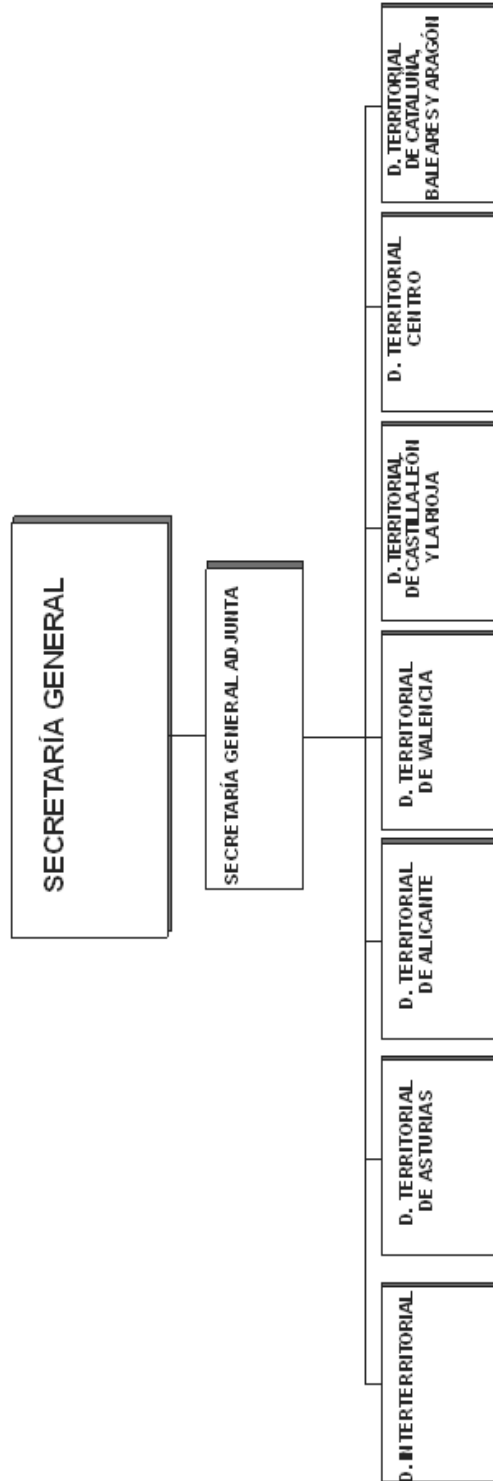 SECRETARÍA GENERAL
SECRETARÍA GENERAL ADJUNTA
D. INTERTERRITORIAL
D. TERRITORIAL
DE ASTURIAS
D. TERRITORIAL
DE ALICANTE
D. TERRITORIAL
DE VALENCIA
D. TERRITORIAL
DE CASTILLA-LEÓN
Y LA RIOJA
D. TERRITORIAL
CENTRO
D. TERRITORIAL
DE CATALUÑA,
BALEARES Y ARAGÓN